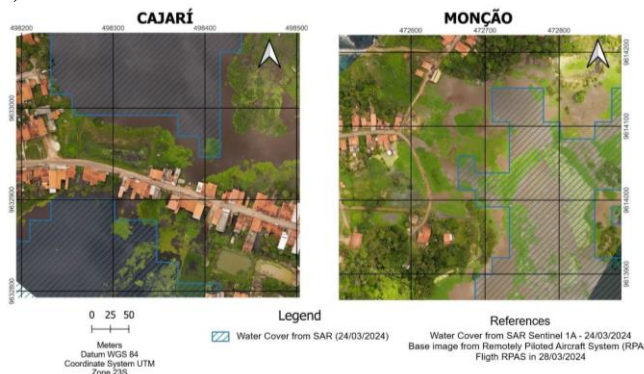 CAJARÍ
MONÇÃO
498200 498300 498400 498500
472600 472700 472800
9633000
9632900
9632800
9614200
9614100
9614000
9613900
0 25 50
Meters
Datum WGS 84
Coordinate System UTM
Zone 23S
Legend
Water Cover from SAR (24/03/2024)
References
Water Cover from SAR Sentinel 1A - 24/03/2024
Base image from Remotely Piloted Aircraft System (RPA
Fligth RPAS in 28/03/2024